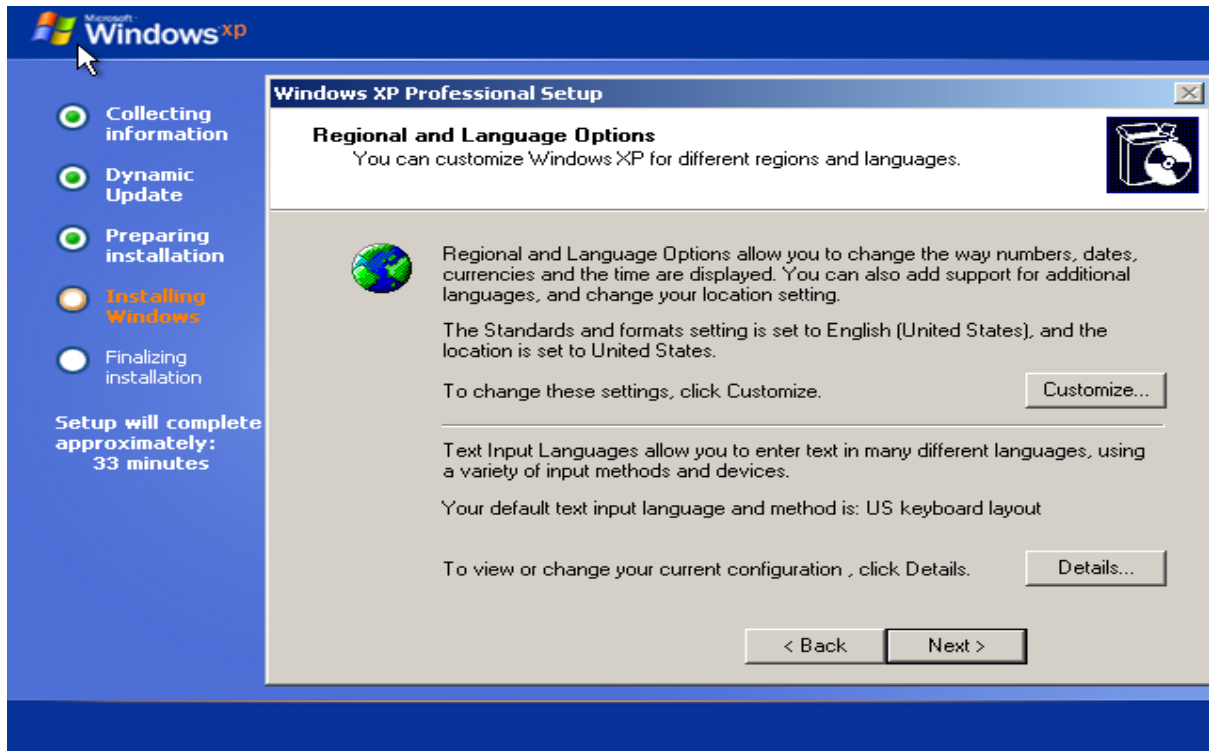 Microsoft
Windows xp
Collecting
information
Dynamic
Update
Preparing
installation
Installing
Windows
Finalizing
installation
Setup will complete
approximately:
33 minutes
Windows XP Professional Setup
Regional and Language Options
You can customize Windows XP for different regions and languages.
Regional and Language Options allow you to change the way numbers, dates,
currencies and the time are displayed. You can also add support for additional
languages, and change your location setting.
The Standards and formats setting is set to English (United States), and the
location is set to United States.
To change these settings, click Customize.
Customize...
Text Input Languages allow you to enter text in many different languages, using
a variety of input methods and devices.
Your default text input language and method is: US keyboard layout
To view or change your current configuration , click Details.
Details...
< Back
Next >